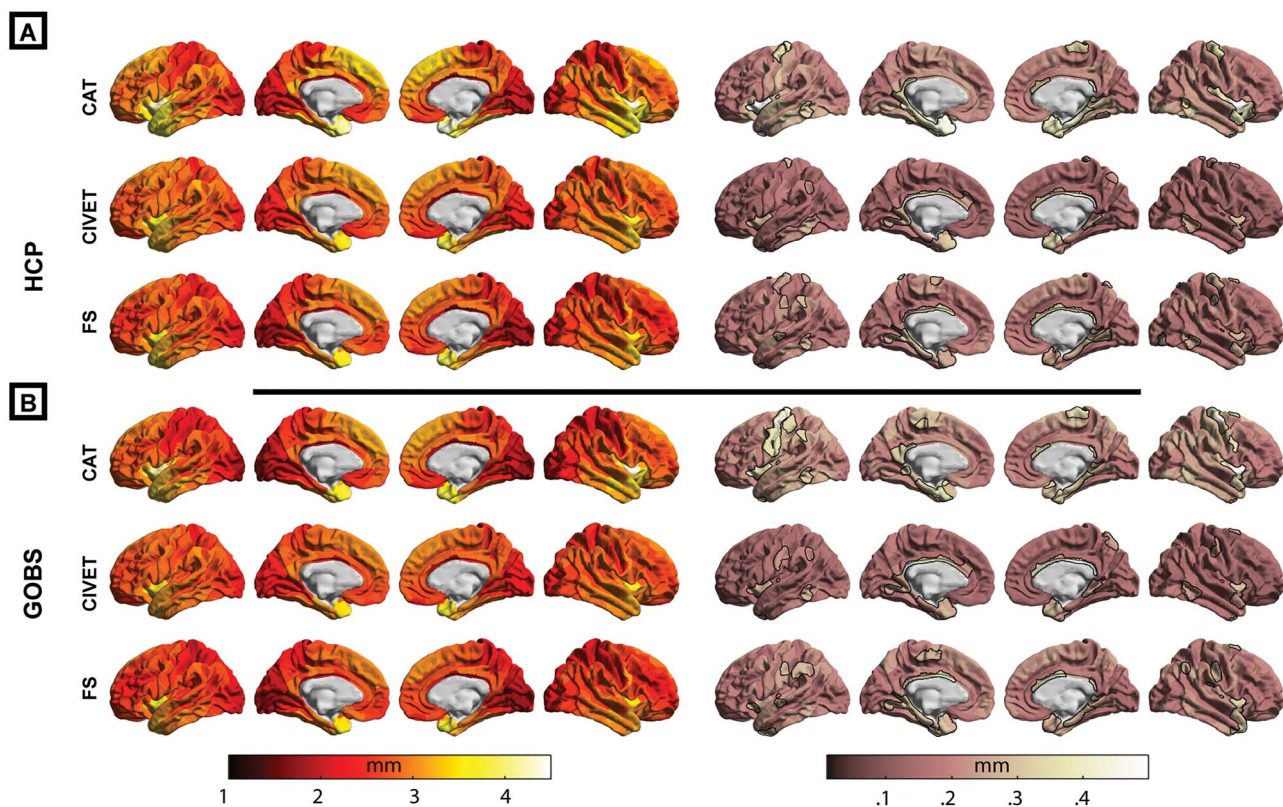 A
HCP
CAT
CIVET
FS
B
GOBS
CAT
CIVET
FS
mm
1 2 3 4
mm
.1 .2 .3 .4